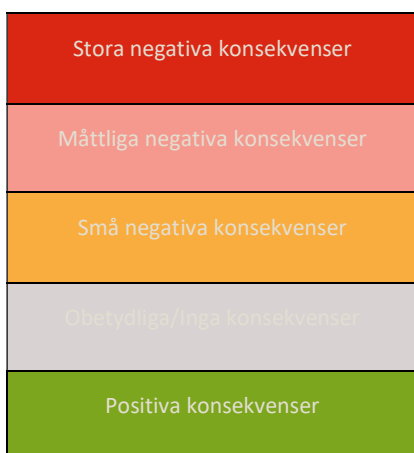 Stora negativa konsekvenser
Måttliga negativa konsekvenser
Små negativa konsekvenser
Obetydliga/Inga konsekvenser
Positiva konsekvenser